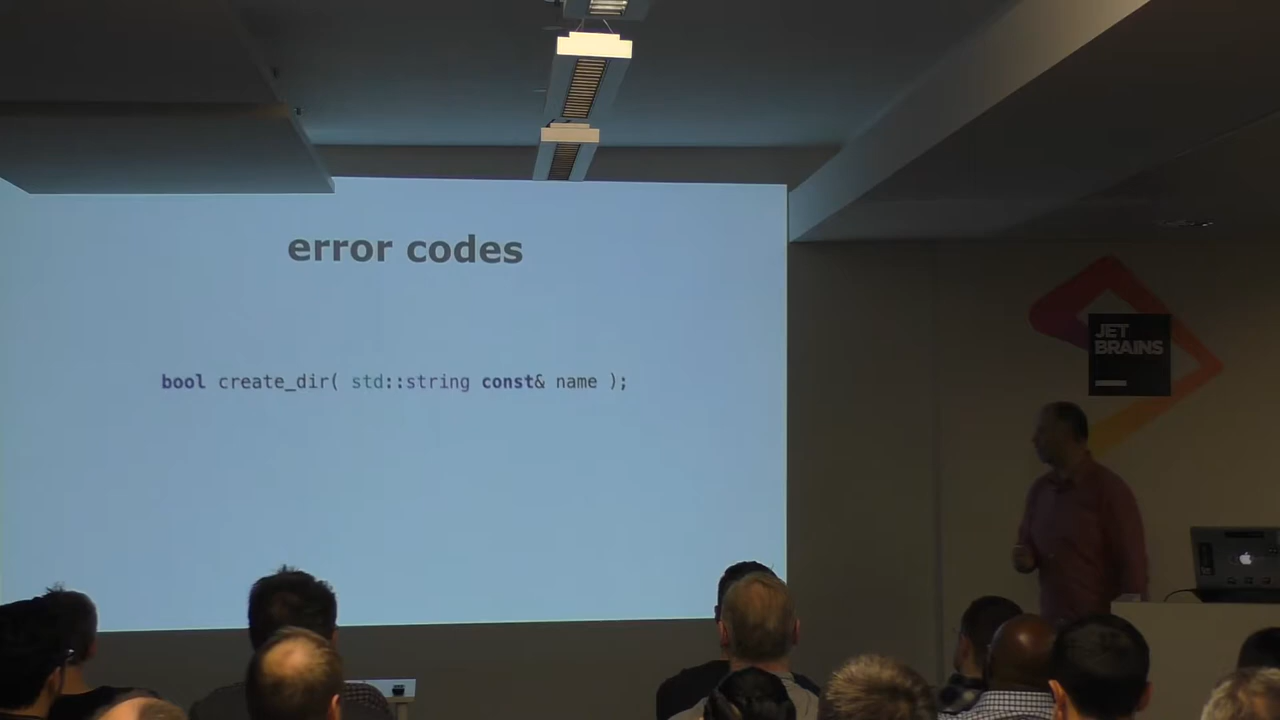 error codes
bool create_dir( std::string const& name );
JET
BRAINS